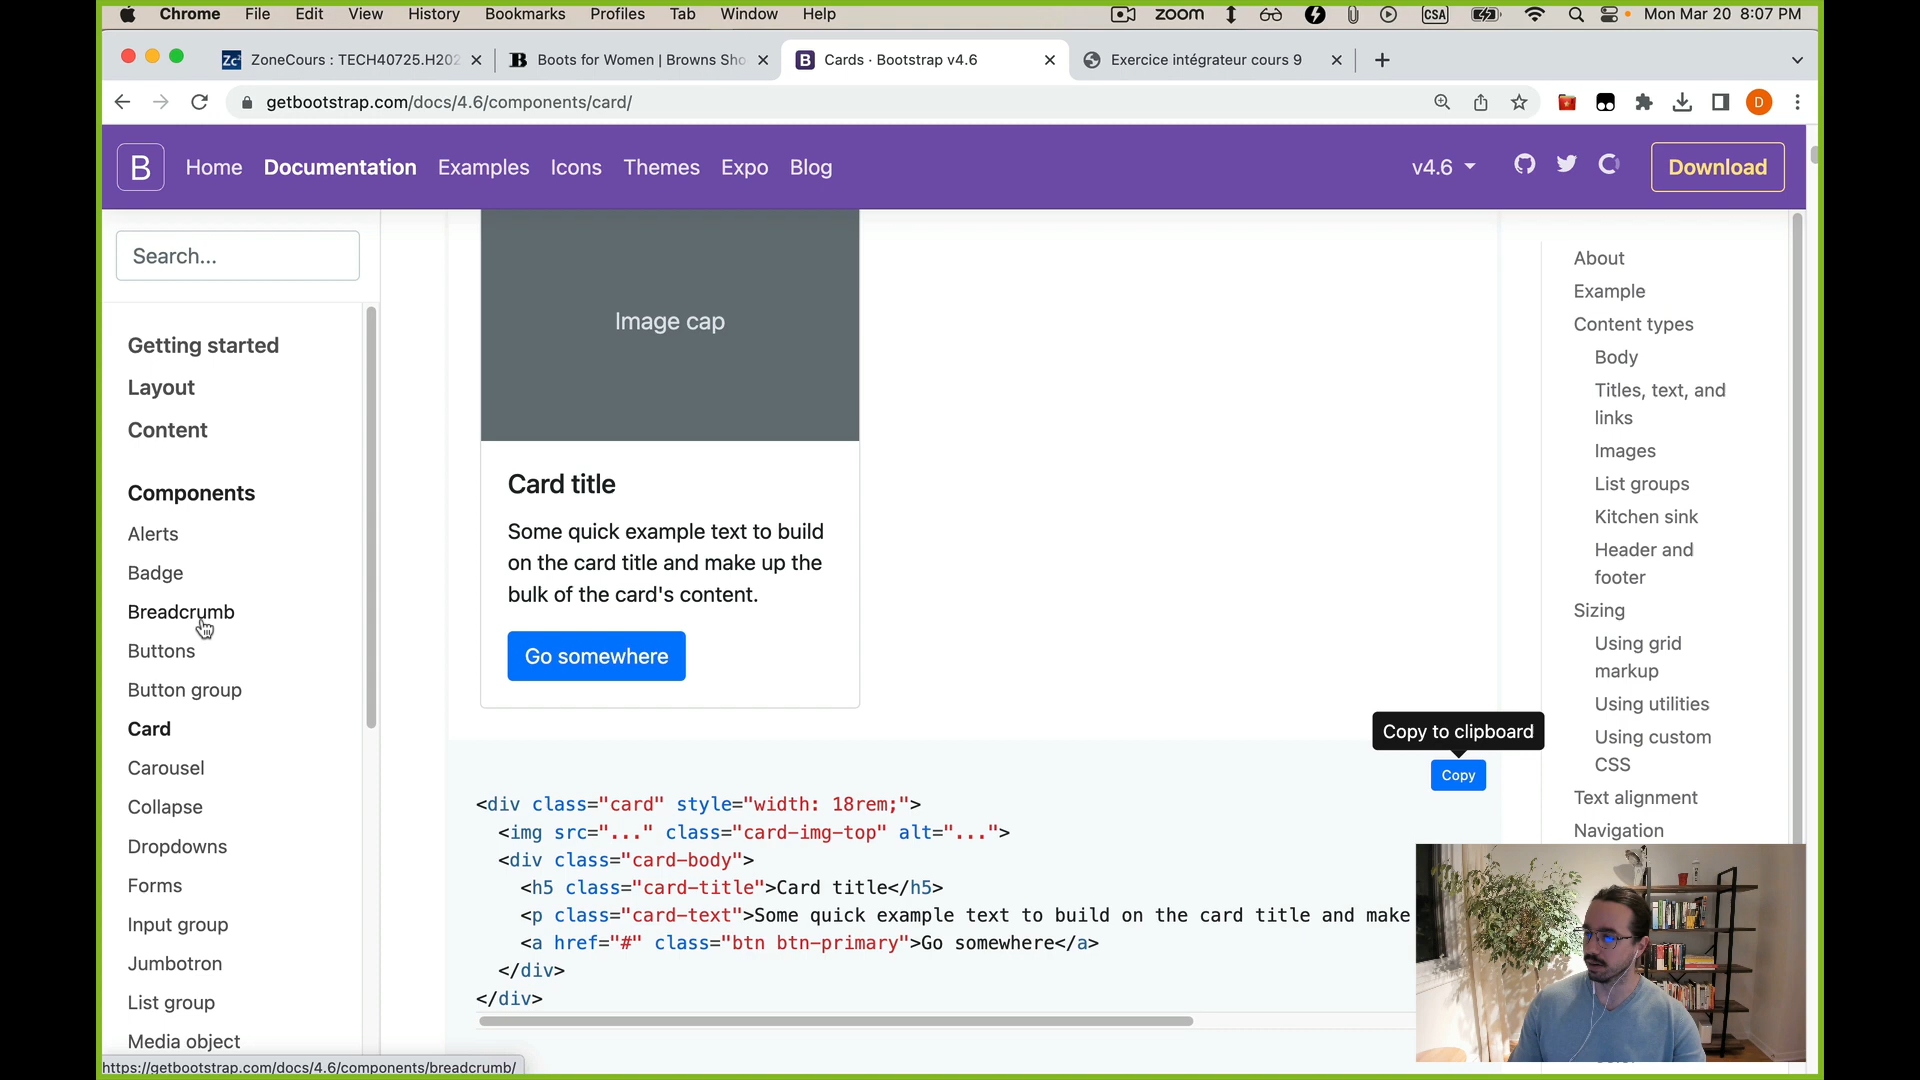 Chrome File Edit View History Bookmarks Profiles Tab Window Help zoom CSA Mon Mar 20 8:07 PM
Zc ZoneCours : TECH40725.H202 B Boots for Women | Browns Sho B Cards · Bootstrap v4.6 Exercice intégrateur cours 9
getbootstrap.com/docs/4.6/components/card/ D
B Home Documentation Examples Icons Themes Expo Blog v4.6 Download
Search...
Getting started
Layout
Content
Components
Alerts
Badge
Breadcrumb
Buttons
Button group
Card
Carousel
Collapse
Dropdowns
Forms
Input group
Jumbotron
List group
Media object
https://getbootstrap.com/docs/4.6/components/breadcrumb/
Image cap
Card title
Some quick example text to build
on the card title and make up the
bulk of the card's content.
Go somewhere
Copy to clipboard
Copy
<div class="card" style="width: 18rem;">
<img src="..." class="card-img-top" alt="...">
<div class="card-body">
<h5 class="card-title">Card title</h5>
<p class="card-text">Some quick example text to build on the card title and make
<a href="#" class="btn btn-primary">Go somewhere</a>
</div>
</div>
About
Example
Content types
Body
Titles, text, and
links
Images
List groups
Kitchen sink
Header and
footer
Sizing
Using grid
markup
Using utilities
Using custom
CSS
Text alignment
Navigation